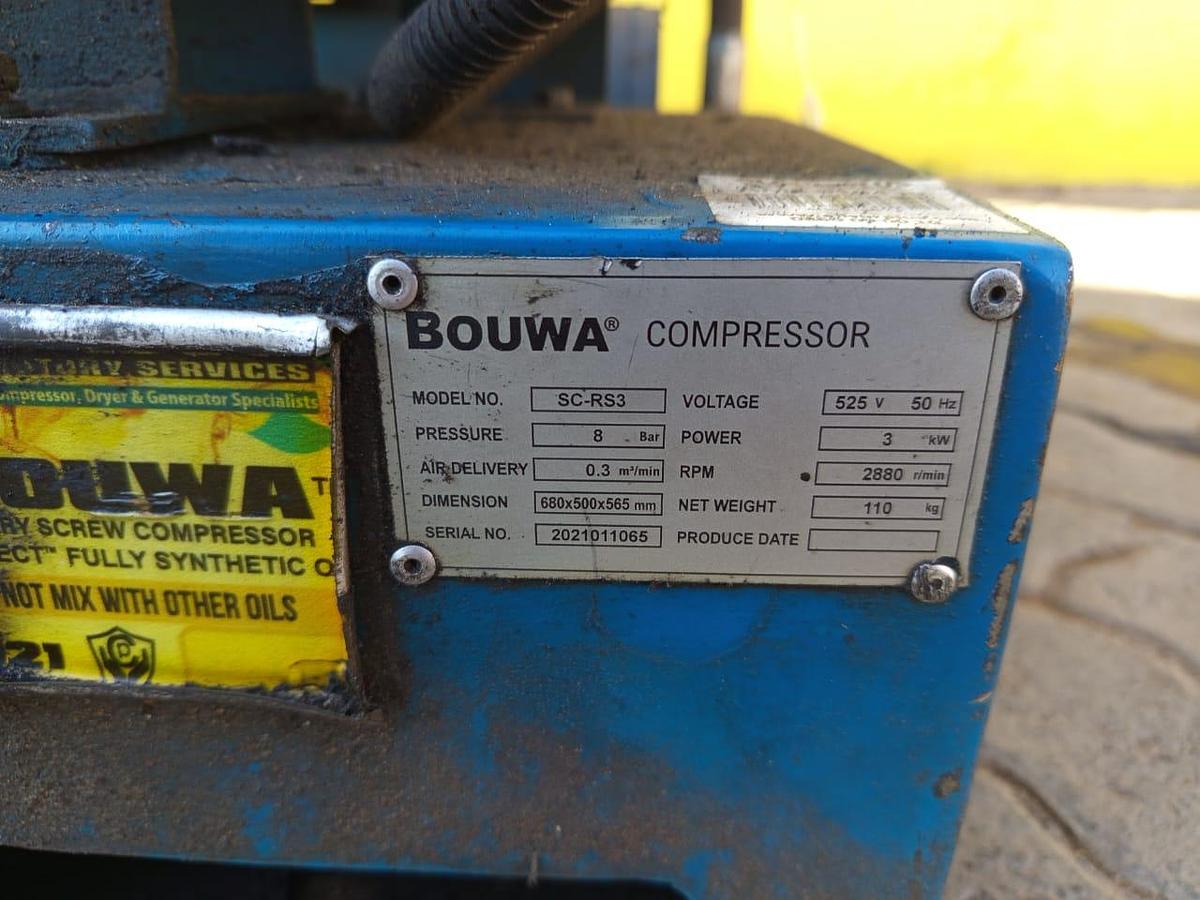 BOUWA® COMPRESSOR
MODEL NO. SC-RS3 VOLTAGE 525 V 50 Hz
PRESSURE 8 Bar POWER 3 kW
AIR DELIVERY 0.3 m³/min RPM 2880 r/min
DIMENSION 680x500x565 mm NET WEIGHT 110 kg
SERIAL NO. 2021011065 PRODUCE DATE
SERVICES
Dryer & Generator Specialists
OUWA
SCREW COMPRESSOR
FULLY SYNTHETIC
NOT MIX WITH OTHER OILS
21